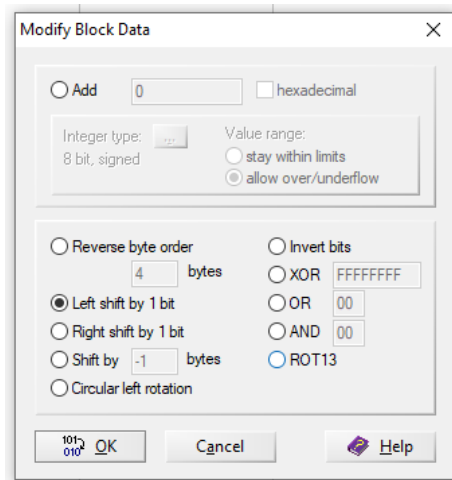 Modify Block Data
Add 0 hexadecimal
Integer type: ... Value range:
8 bit, signed stay within limits
allow over/underflow
Reverse byte order Invert bits
4 bytes XOR FFFFFFFF
Left shift by 1 bit OR 00
Right shift by 1 bit AND 00
Shift by -1 bytes ROT13
Circular left rotation
101 010 OK Cancel Help